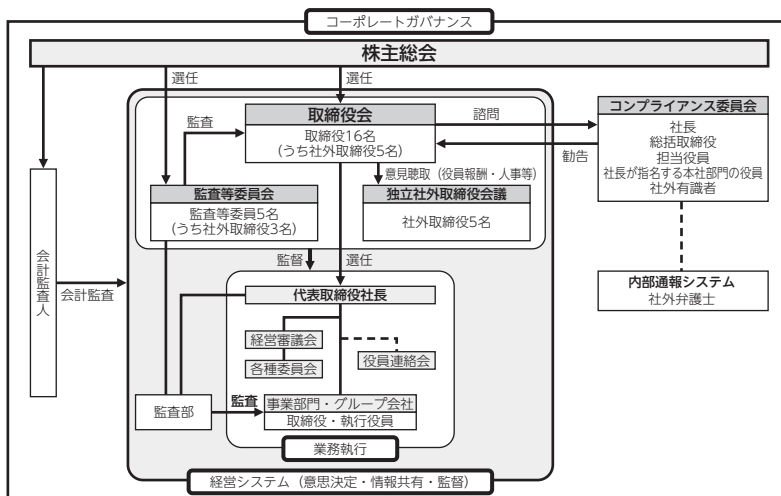 コーポレートガバナンス
株主総会
選任
選任
取締役会
取締役16名
(うち社外取締役5名)
監査
諮問
勧告
コンプライアンス委員会
社長
総括取締役
担当役員
社長が指名する本社部門の役員
社外有識者
意見聴取（役員報酬・人事等）
監査等委員会
監査等委員5名
(うち社外取締役3名)
独立社外取締役会議
社外取締役5名
会計監査人
会計監査
監督
選任
内部通報システム
社外弁護士
代表取締役社長
経営審議会
各種委員会
役員連絡会
監査部
監査
事業部門・グループ会社
取締役・執行役員
業務執行
経営システム（意思決定・情報共有・監督）